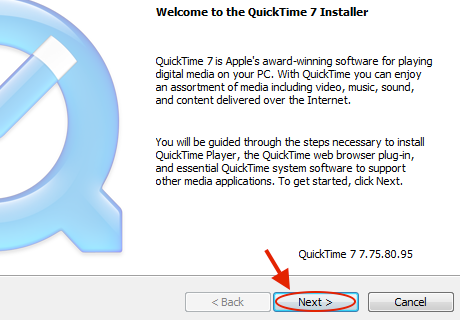 Welcome to the QuickTime 7 Installer
QuickTime 7 is Apple's award-winning software for playing
digital media on your PC. With QuickTime you can enjoy
an assortment of media including video, music, sound,
and content delivered over the Internet.
You will be guided through the steps necessary to install
QuickTime Player, the QuickTime web browser plug-in,
and essential QuickTime system software to support
other media applications. To get started, click Next.
QuickTime 7 7.75.80.95
< Back Next > Cancel